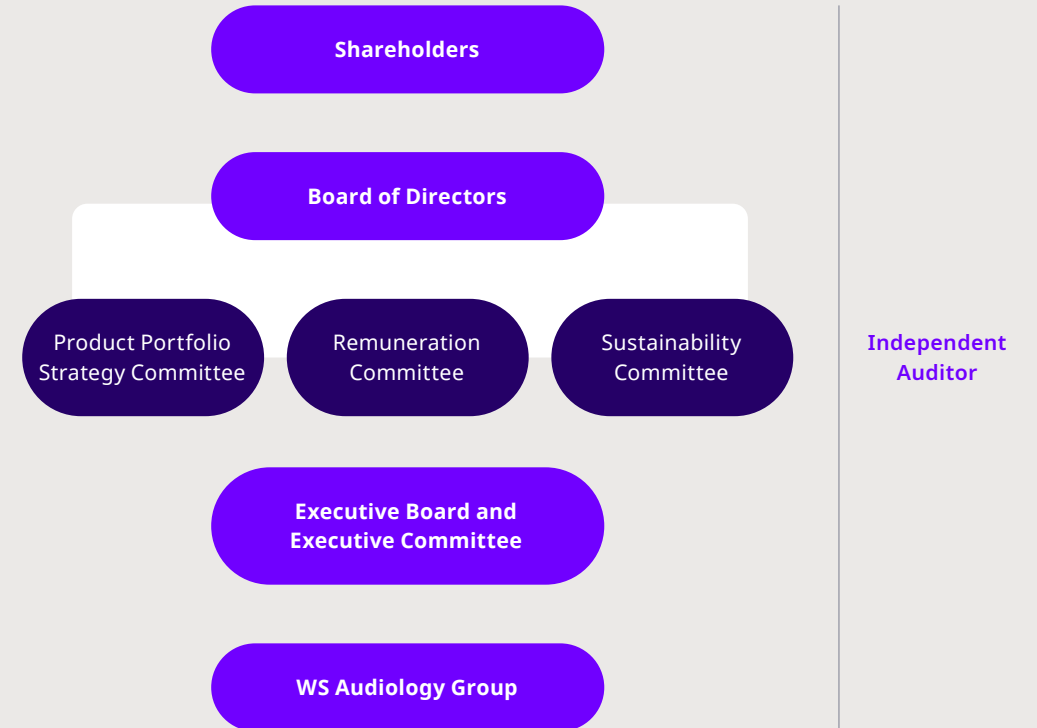 Shareholders
Board of Directors
Product Portfolio
Strategy Committee
Remuneration
Committee
Sustainability
Committee
Independent
Auditor
Executive Board and
Executive Committee
WS Audiology Group